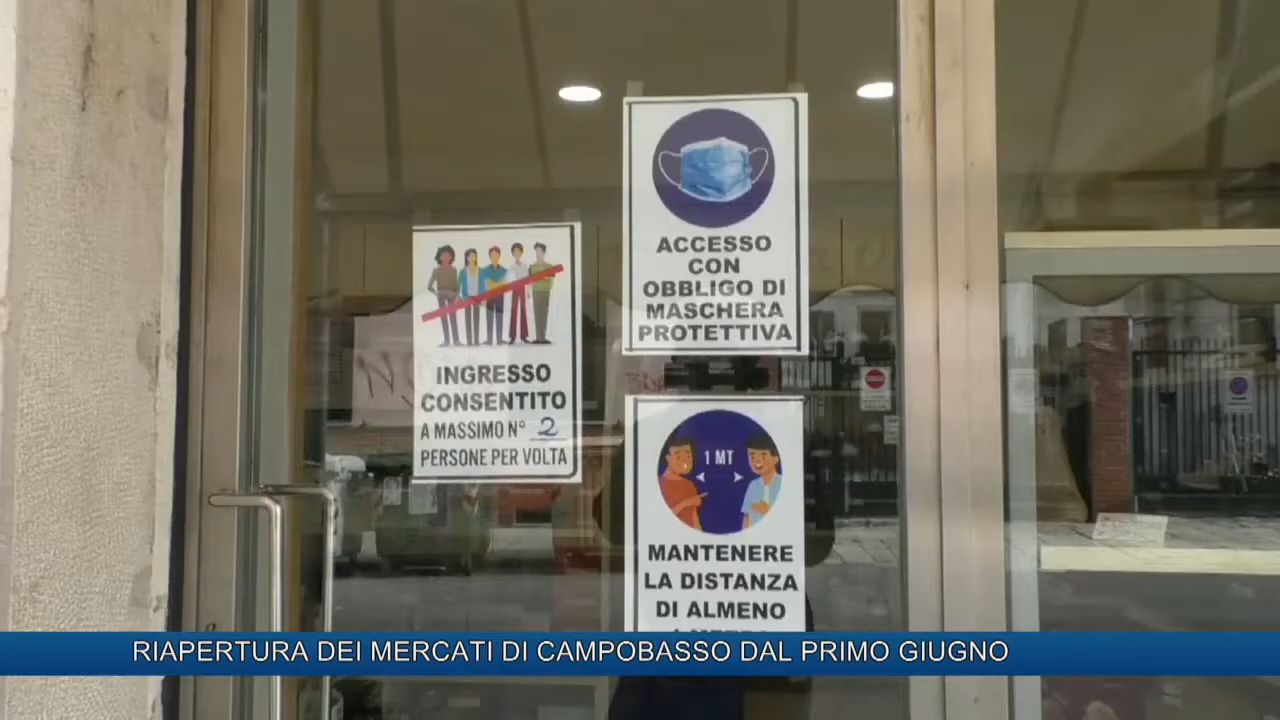 ACCESSO
CON
OBBLIGO DI
MASCHERA
PROTETTIVA
INGRESSO
CONSENTITO
A MASSIMO N° 2
PERSONE PER VOLTA
1 MT
MANTENERE
LA DISTANZA
DI ALMENO
RIAPERTURA DEI MERCATI DI CAMPOBASSO DAL PRIMO GIUGNO